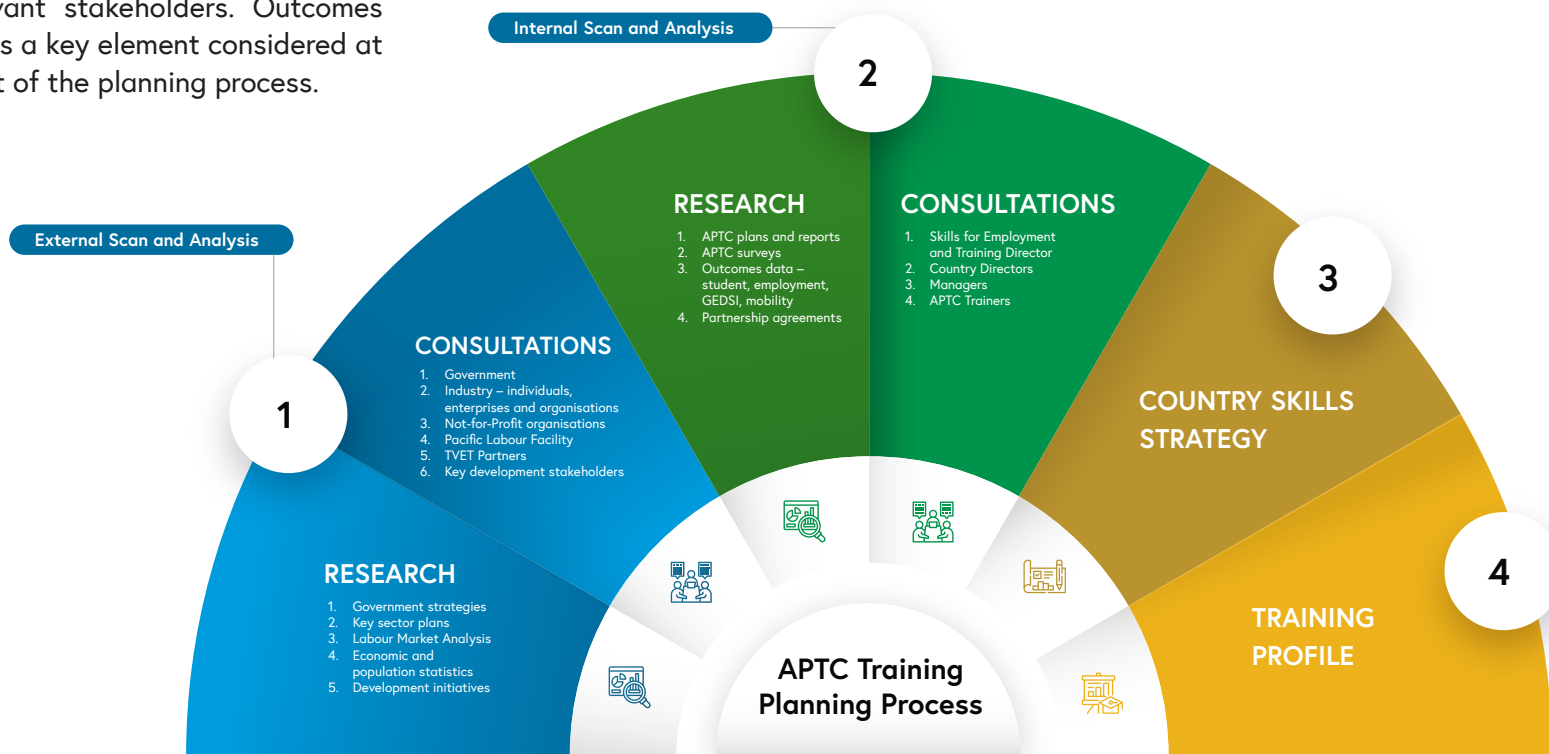 stakeholders. Outcomes
a key element considered at
of the planning process.
Internal Scan and Analysis
2
External Scan and Analysis
1
RESEARCH
1. Government strategies
2. Key sector plans
3. Labour Market Analysis
4. Economic and
population statistics
5. Development initiatives
CONSULTATIONS
1. Government
2. Industry – individuals,
enterprises and organisations
3. Not-for-Profit organisations
4. Pacific Labour Facility
5. TVET Partners
6. Key development stakeholders
RESEARCH
1. APTC plans and reports
2. APTC surveys
3. Outcomes data –
student, employment,
GEDSI, mobility
4. Partnership agreements
CONSULTATIONS
1. Skills for Employment
and Training Director
2. Country Directors
3. Managers
4. APTC Trainers
3
COUNTRY SKILLS
STRATEGY
4
TRAINING
PROFILE
APTC Training
Planning Process